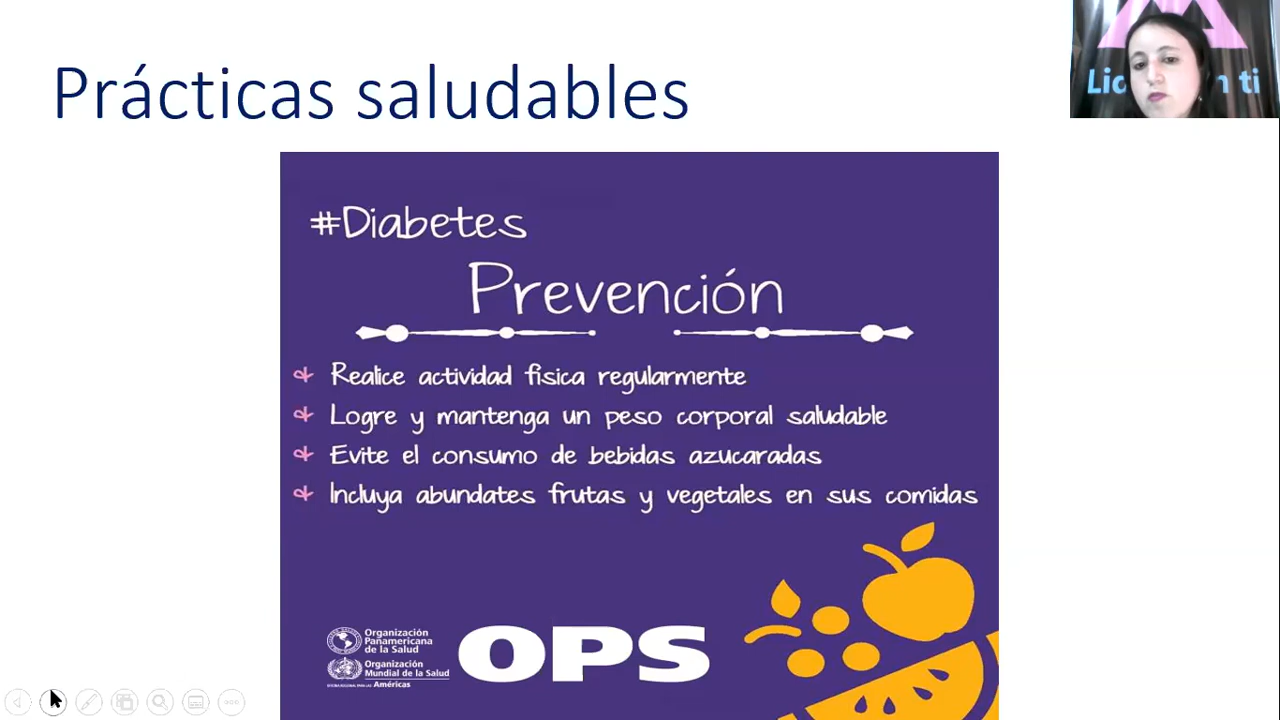 Prácticas saludables
#Diabetes
Prevención
Realice actividad fisica regularmente
Logre y mantenga un peso corporal saludable
Evite el consumo de bebidas azucaradas
Incluya abundates frutas y vegetales en sus comidas
Organización
Panamericana
de la Salud
Organización
Mundial de la Salud
Américas
OPS